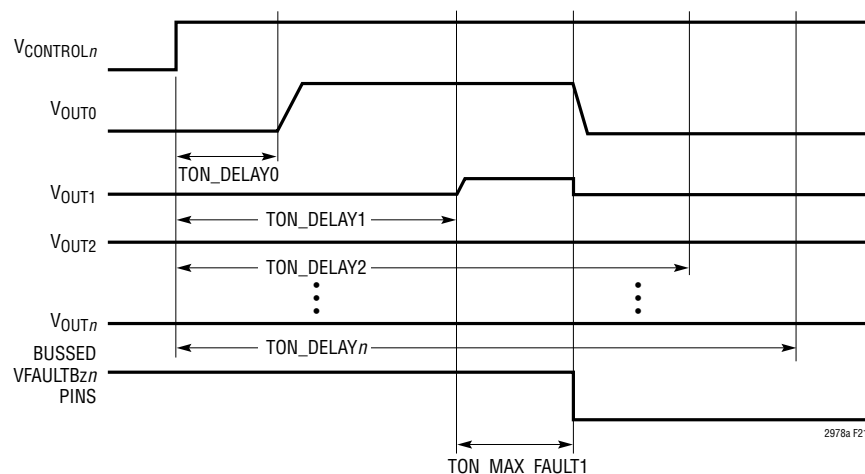 VCONTROLn
VOUT0
TON_DELAY0
VOUT1
TON_DELAY1
VOUT2
TON_DELAY2
VOUTn
TON_DELAYn
BUSSED
VFAULTBzn
PINS
2978a F21
TON_MAX_FAULT1